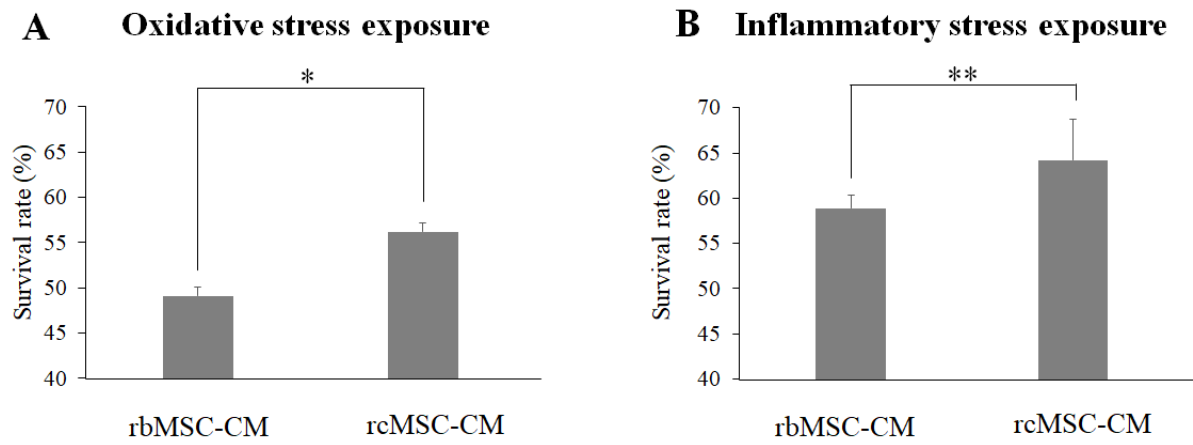 A Oxidative stress exposure
*
70
65
60
55
50
45
40
Survival rate (%)
rbMSC-CM rcMSC-CM
B Inflammatory stress exposure
**
70
65
60
55
50
45
40
Survival rate (%)
rbMSC-CM rcMSC-CM